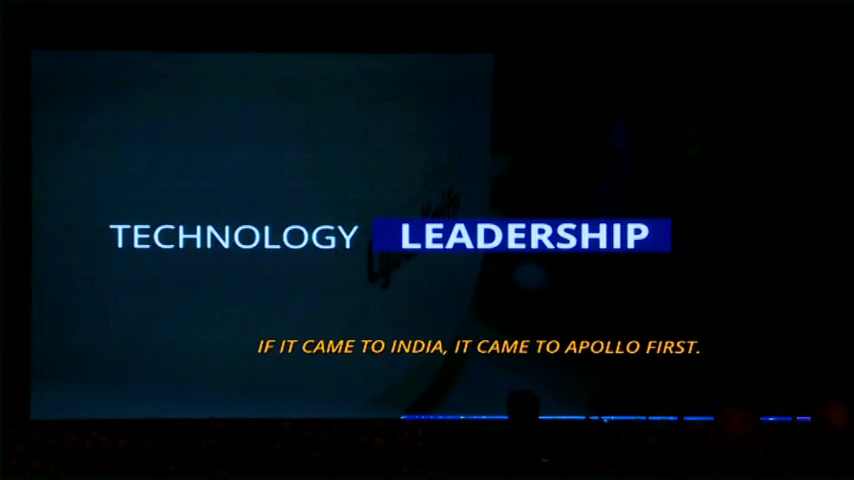 TECHNOLOGY LEADERSHIP
IF IT CAME TO INDIA, IT CAME TO APOLLO FIRST.